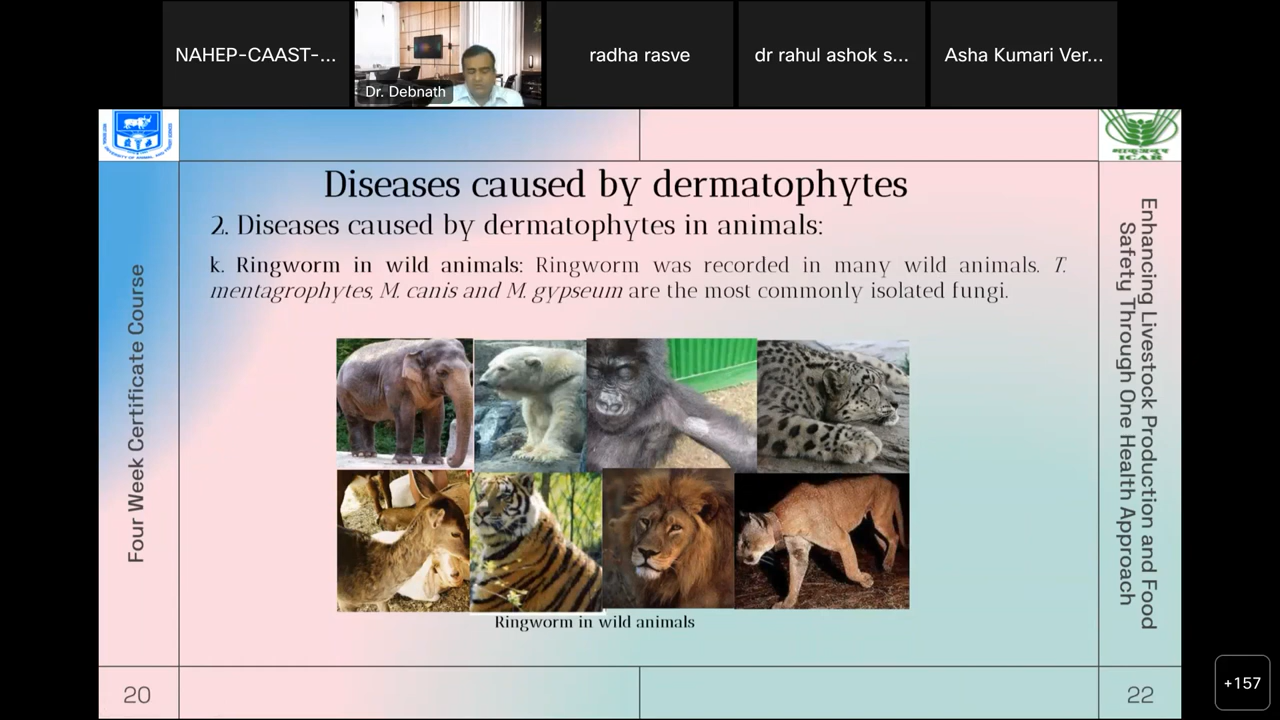 NAHEP-CAAST-...
Dr. Debnath
radha rasve
dr rahul ashok s...
Asha Kumari Ver...
ICAR
Diseases caused by dermatophytes
2. Diseases caused by dermatophytes in animals:
k. Ringworm in wild animals: Ringworm was recorded in many wild animals. T.
mentagrophytes, M. canis and M. gypseum are the most commonly isolated fungi.
Ringworm in wild animals
Four Week Certificate Course
Enhancing Livestock Production and Food
Safety Through One Health Approach
20
22
+157